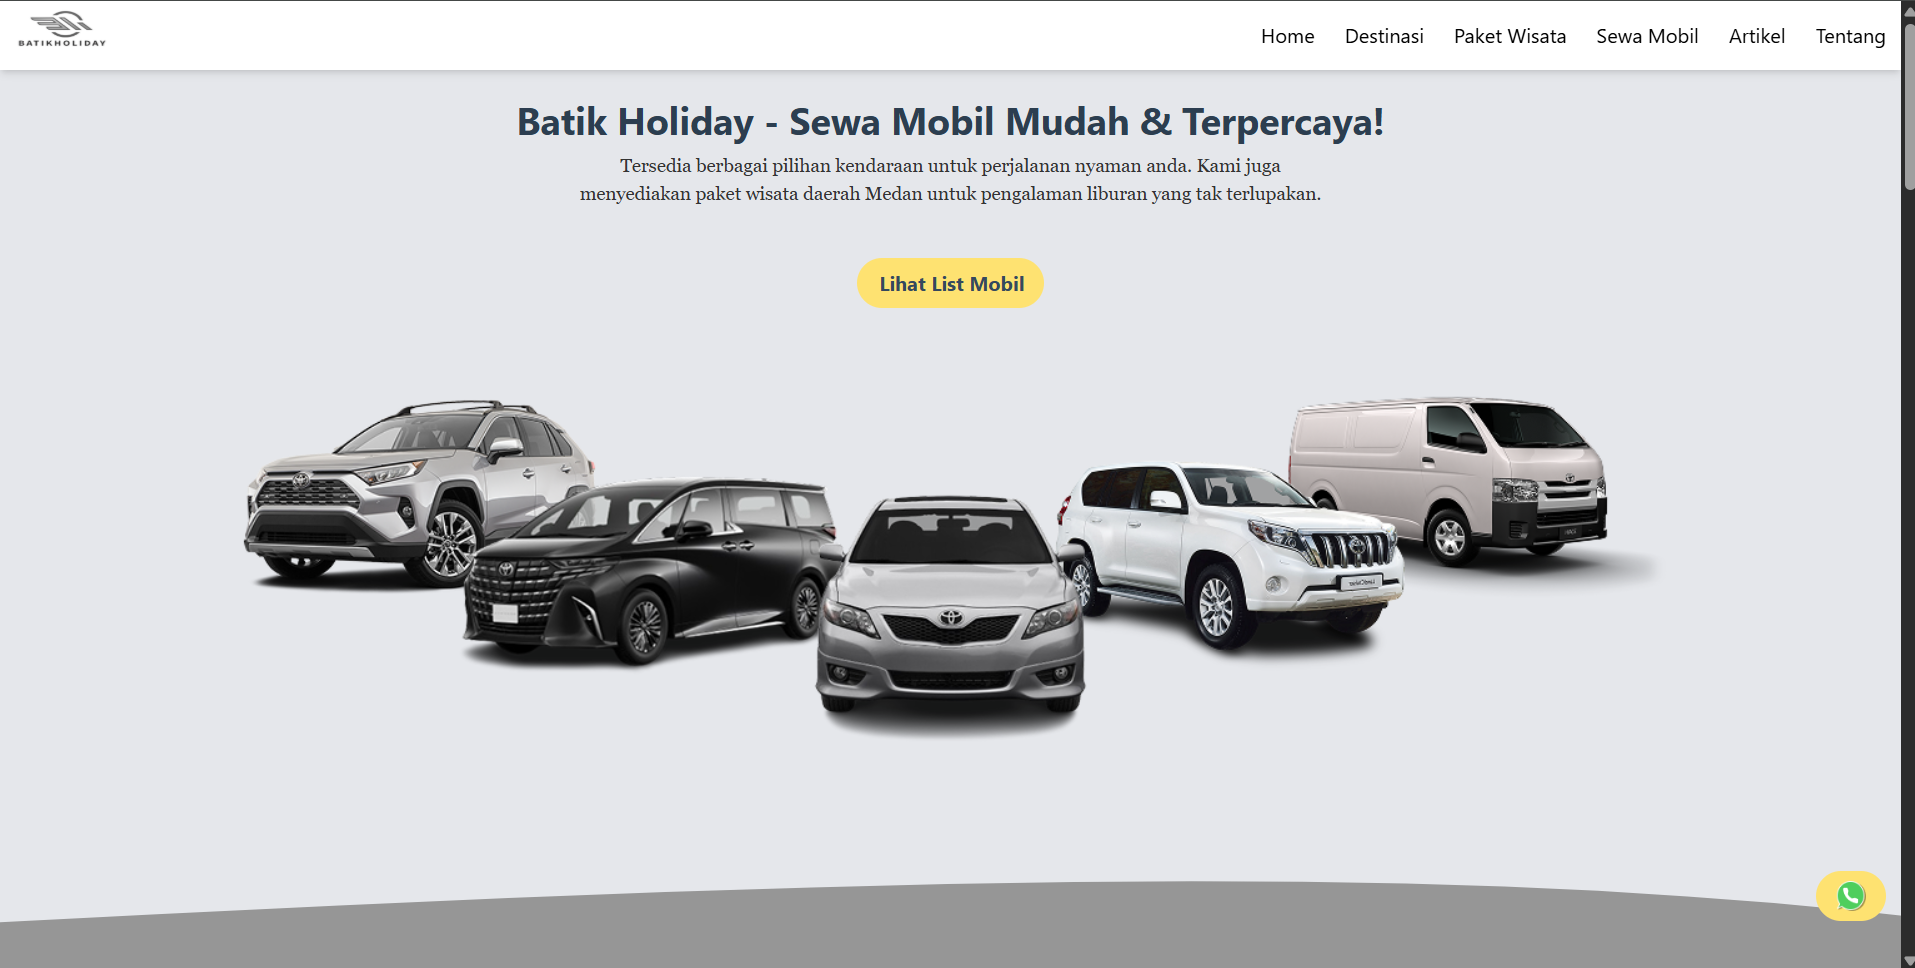 BATIKHOLIDAY
Home Destinasi Paket Wisata Sewa Mobil Artikel Tentang
Batik Holiday - Sewa Mobil Mudah & Terpercaya!
Tersedia berbagai pilihan kendaraan untuk perjalanan nyaman anda. Kami juga
menyediakan paket wisata daerah Medan untuk pengalaman liburan yang tak terlupakan.
Lihat List Mobil